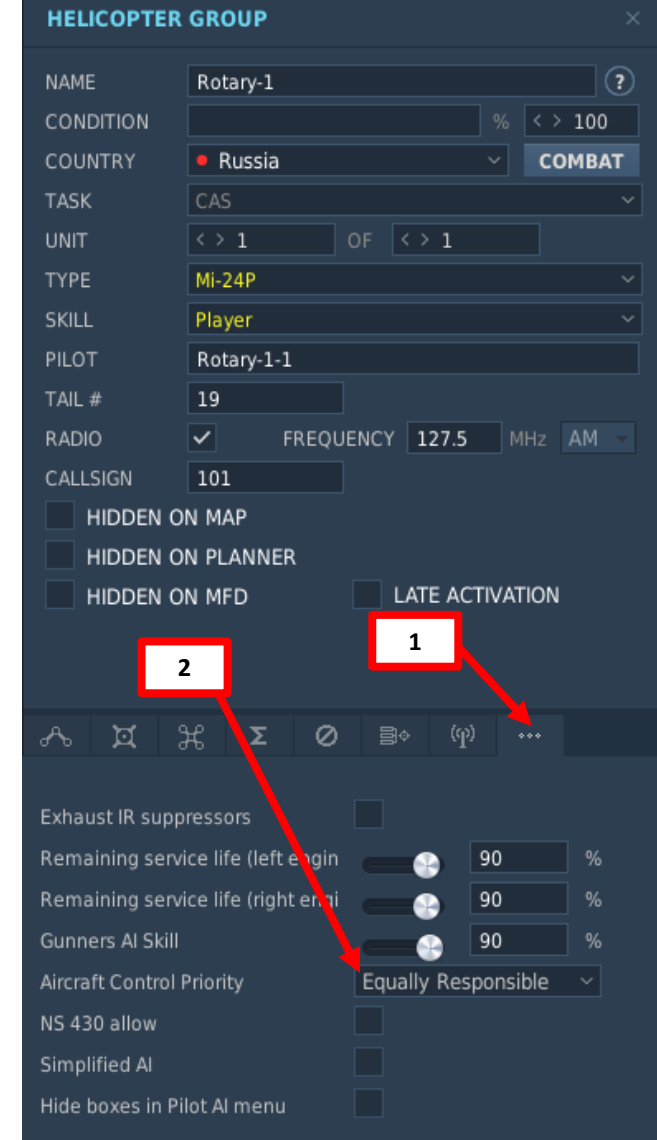 HELICOPTER GROUP ×
NAME Rotary-1 ?
CONDITION % < > 100
COUNTRY Russia COMBAT
TASK CAS
UNIT < > 1 OF < > 1
TYPE Mi-24P
SKILL Player
PILOT Rotary-1-1
TAIL # 19
RADIO FREQUENCY 127.5 MHz AM
CALLSIGN 101
HIDDEN ON MAP
HIDDEN ON PLANNER
HIDDEN ON MFD LATE ACTIVATION
1
2
Exhaust IR suppressors
Remaining service life (left engin 90 %
Remaining service life (right engi 90 %
Gunners AI Skill 90 %
Aircraft Control Priority Equally Responsible
NS 430 allow
Simplified AI
Hide boxes in Pilot AI menu